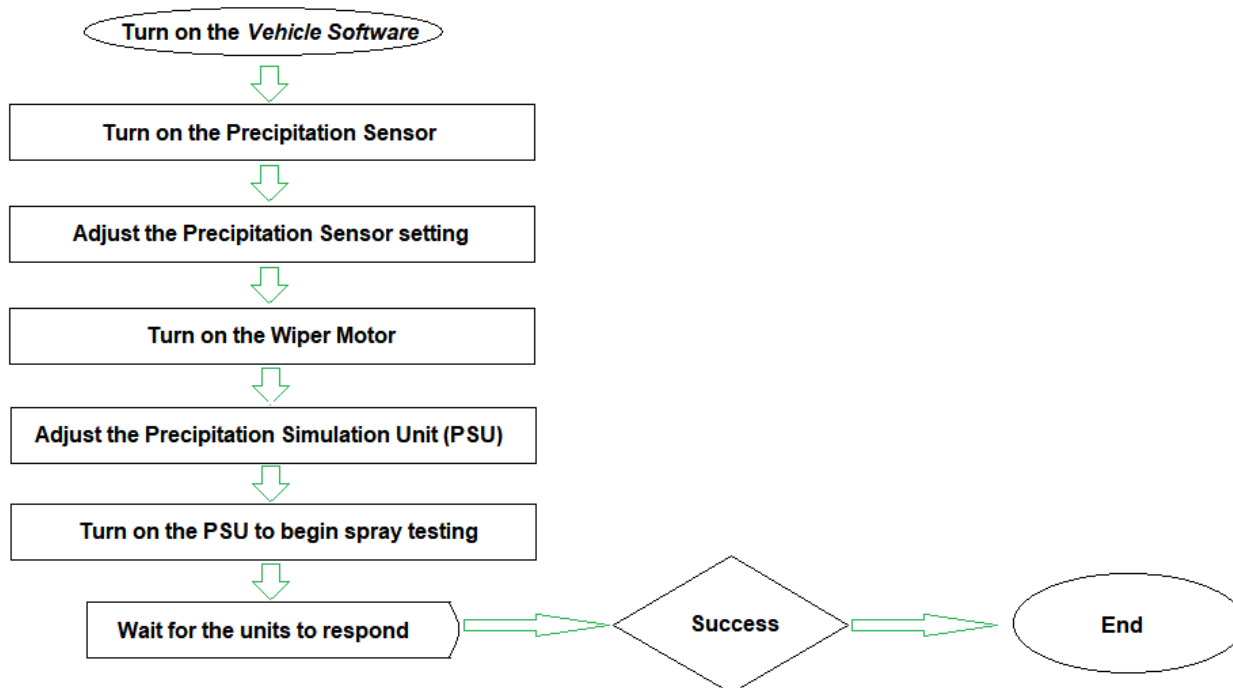 Turn on the Vehicle Software
Turn on the Precipitation Sensor
Adjust the Precipitation Sensor setting
Turn on the Wiper Motor
Adjust the Precipitation Simulation Unit (PSU)
Turn on the PSU to begin spray testing
Wait for the units to respond
Success
End